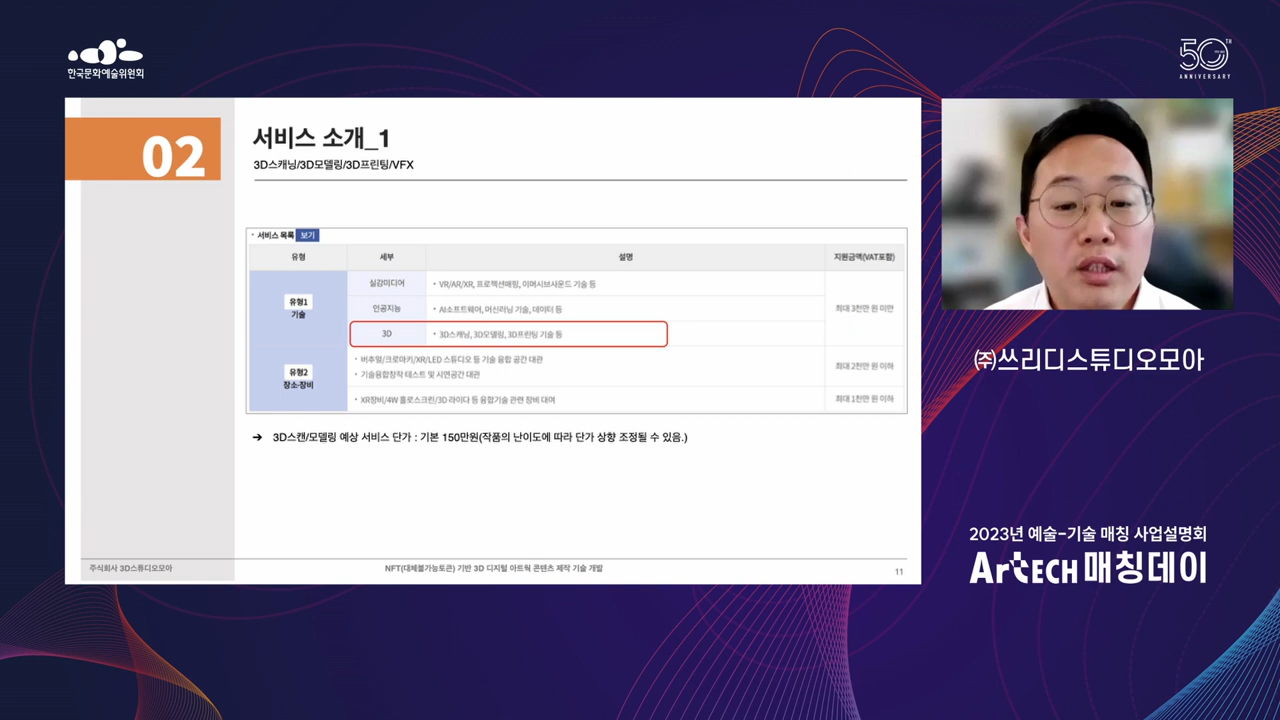 한국문화예술위원회
50TH
ANNIVERSARY
02
서비스 소개_1
3D스캐닝/3D모델링/3D프린팅/VFX
· 서비스 목록 보기
유형 세부 설명 지원금액(VAT포함)
유형1
기술
실감미디어 • VR/AR/XR, 프로젝션매핑, 이머시브사운드 기술 등
인공지능 • AI소프트웨어, 머신러닝 기술, 데이터 등
최대 3천만 원 미만
3D • 3D스캐닝, 3D모델링, 3D프린팅 기술 등
유형2
장소·장비
• 버추얼/크로마키/XR/LED 스튜디오 등 기술 융합 공간 대관
• 기술융합창작 테스트 및 시연공간 대관
최대 2천만 원 이하
• XR장비/4W 플로스크린/3D 라이다 등 융합기술 관련 장비 대여
최대 1천만 원 이하
➔ 3D스캔/모델링 예상 서비스 단가 : 기본 150만원(작품의 난이도에 따라 단가 상향 조정될 수 있음.)
주식회사 3D스튜디오모아
NFT(대체불가능토큰) 기반 3D 디지털 아트웍 콘텐츠 제작 기술 개발
11
㈜쓰리디스튜디오모아
2023년 예술-기술 매칭 사업설명회
ArtECH매칭데이